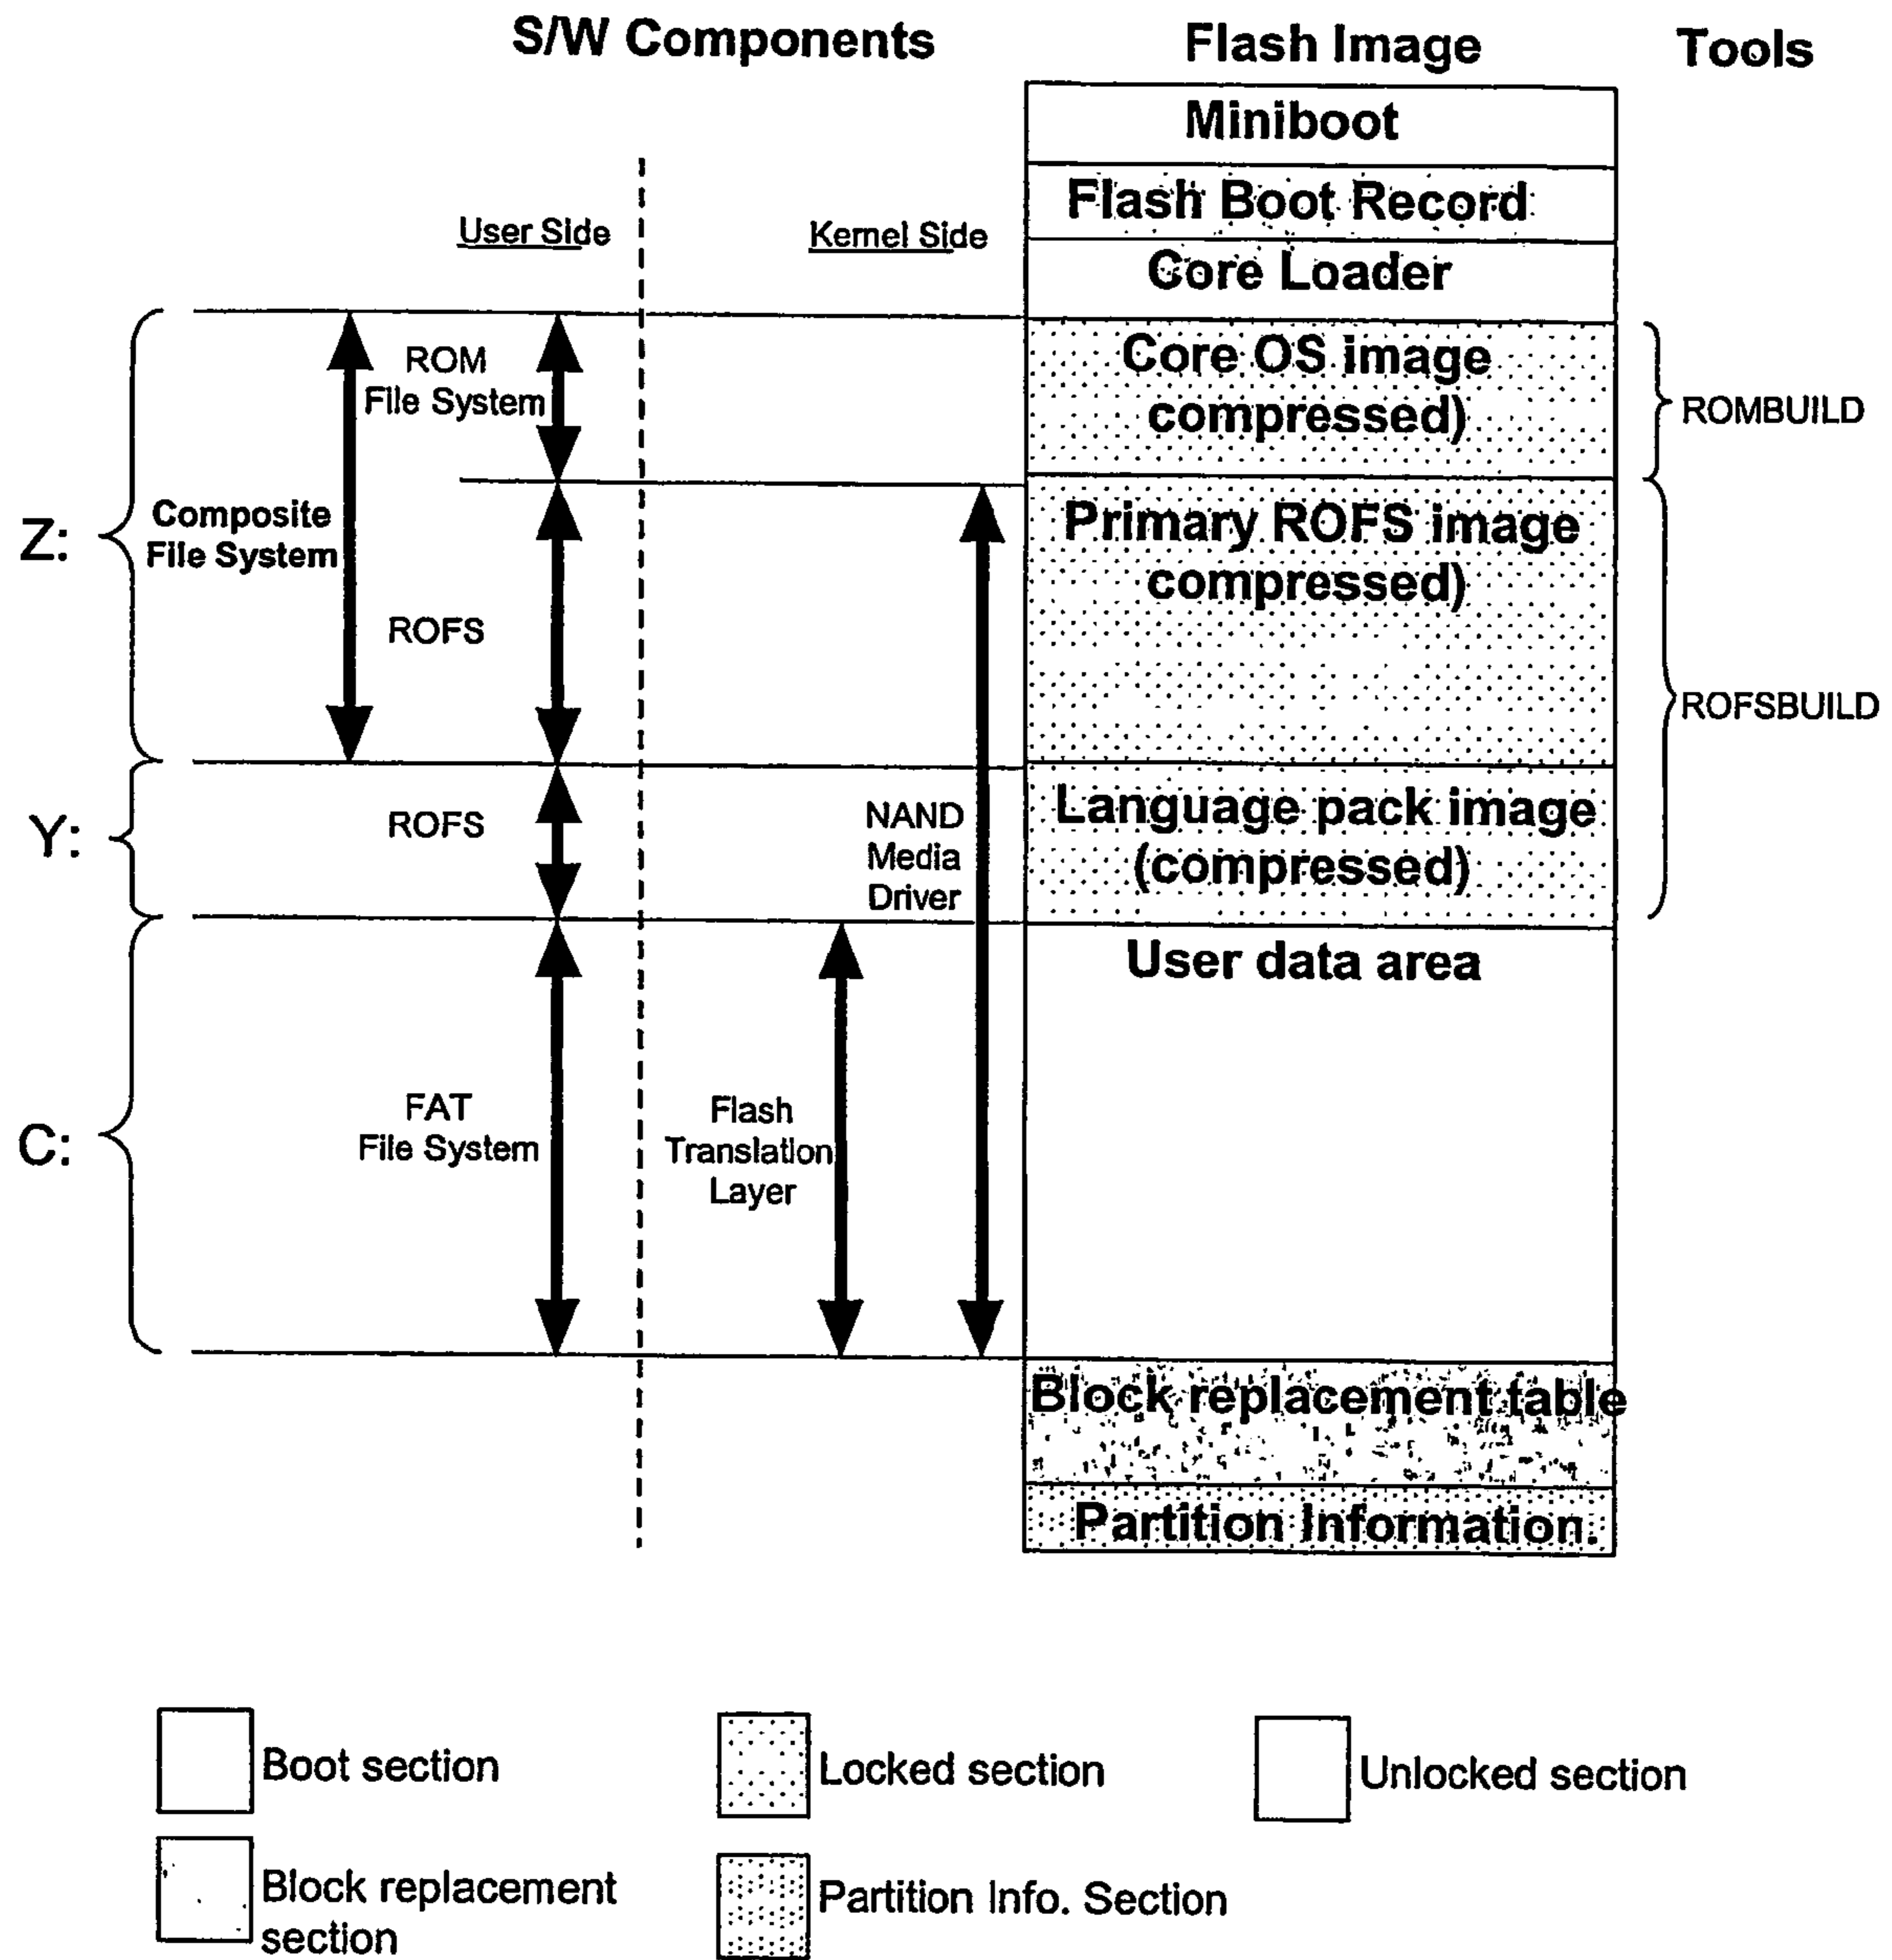 S/W Components
Flash Image
Tools
Miniboot
Flash Boot Record
User Side
Kernel Side
Core Loader
ROM
File System
Core OS image
compressed)
ROMBUILD
Z:
Composite
File System
Primary ROFS image
compressed)
ROFS
ROFSBUILD
Y:
ROFS
NAND
Media
Driver
Language pack image
(compressed)
User data area
C:
FAT
File System
Flash
Translation
Layer
Block replacement table
Partition Information.
Boot section
Locked section
Unlocked section
Block replacement
section
Partition Info. Section